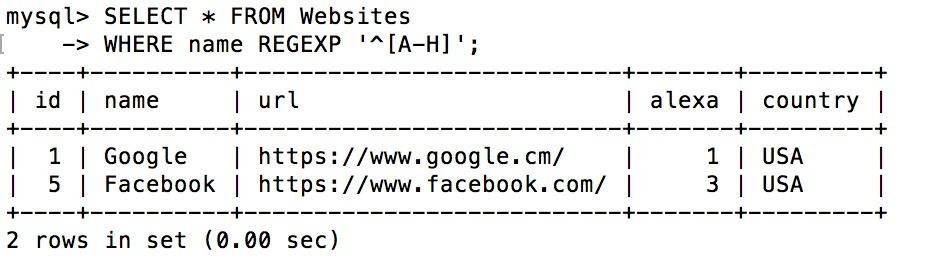 mysql> SELECT * FROM Websites
    -> WHERE name REGEXP '^[A-H]';
+----+----------+---------------------------+-------+---------+
| id | name     | url                       | alexa | country |
+----+----------+---------------------------+-------+---------+
|  1 | Google   | https://www.google.cm/    |     1 | USA     |
|  5 | Facebook | https://www.facebook.com/ |     3 | USA     |
+----+----------+---------------------------+-------+---------+
2 rows in set (0.00 sec)